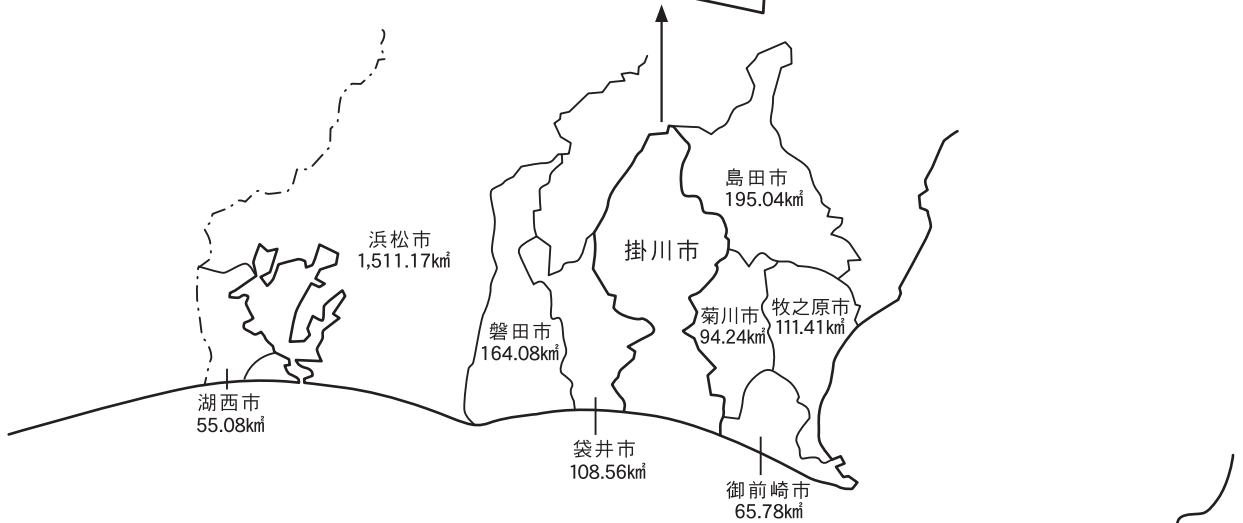 島田市
195.04㎢
浜松市
1,511.17㎢
掛川市
牧之原市
111.41㎢
菊川市
94.24㎢
磐田市
164.08㎢
湖西市
55.08㎢
袋井市
108.56㎢
御前崎市
65.78㎢